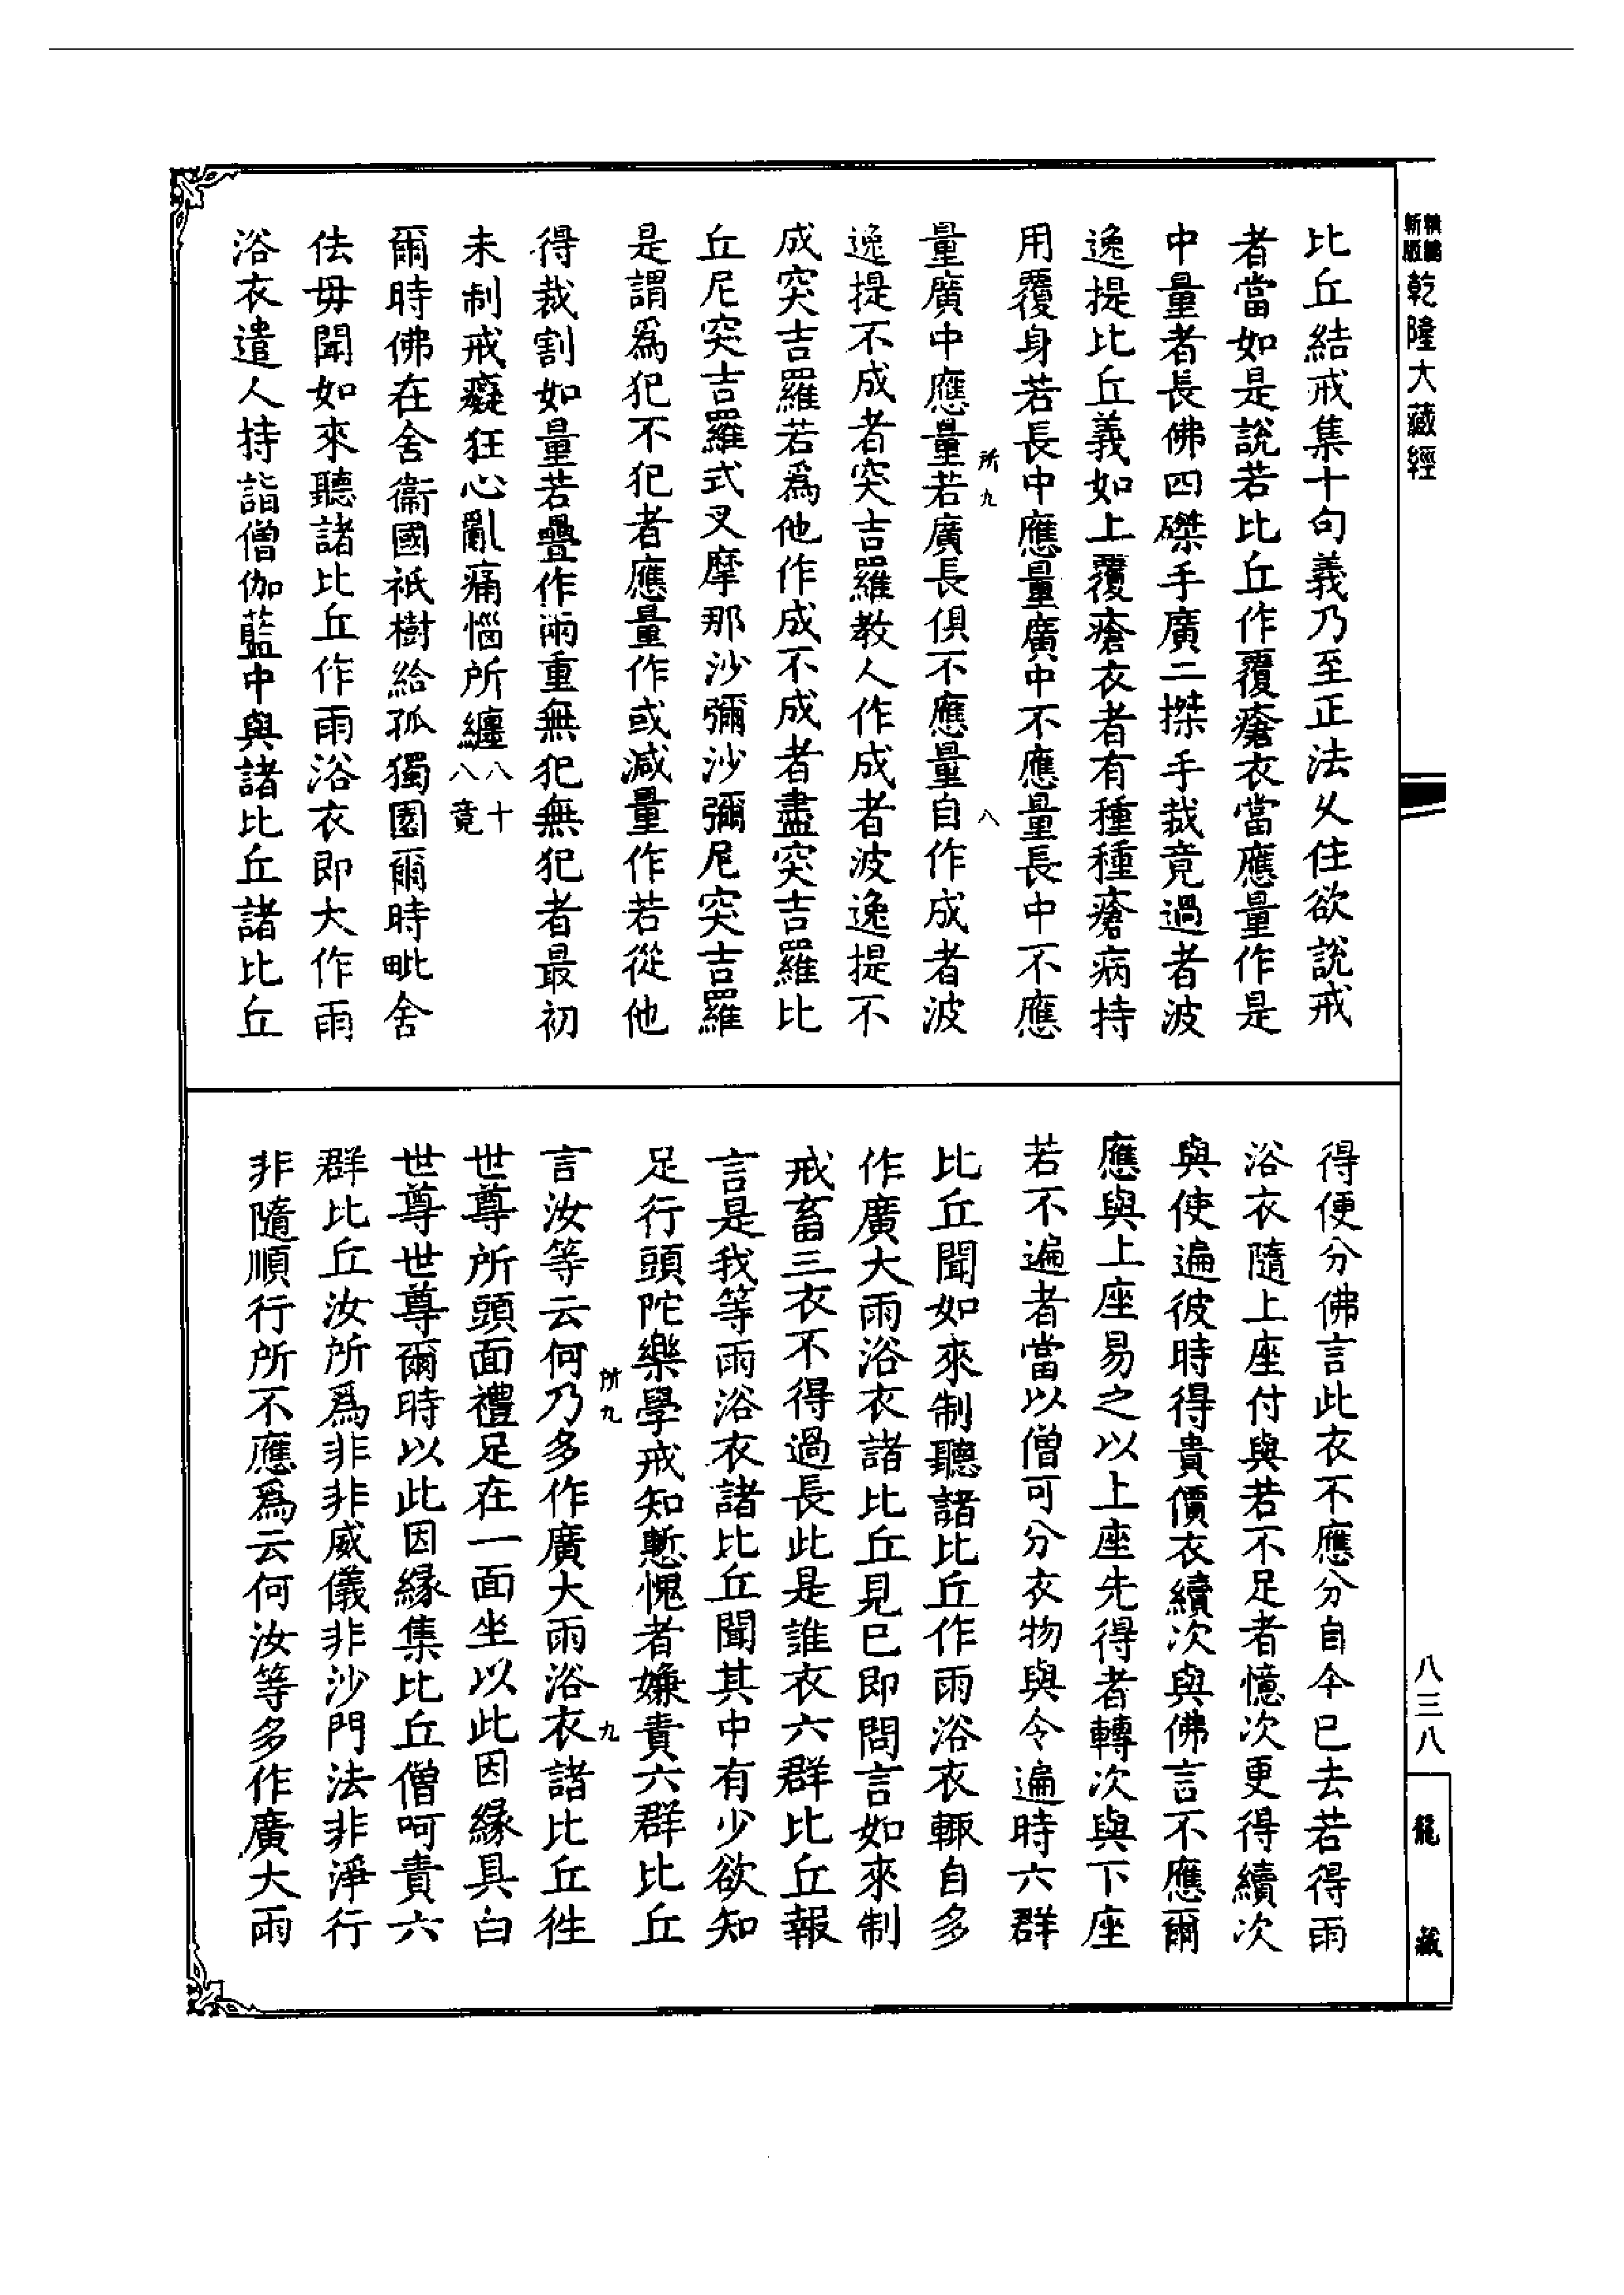 新編縮版
乾隆大藏經
比丘結戒集十句義乃至正法久住欲說戒
者當如是說若比丘作覆瘡衣當應量作是
中量者長佛四磔手廣二搩手裁竟過者波
逸提比丘義如上覆瘡衣者有種種瘡病持
用覆身若長中應量廣中不應量長中不應
所九
八
量廣中應量若廣長俱不應量自作成者波
逸提不成者突吉羅教人作成者波逸提不
成突吉羅若爲他作成不成者盡突吉羅比
丘尼突吉羅式叉摩那沙彌沙彌尼突吉羅
是謂爲犯不犯者應量作或減量作若從他
得裁割如量若疊作兩重無犯無犯者最初
未制戒癡狂心亂痛惱所纏八十八竟
爾時佛在舍衞國祇樹給孤獨園爾時毗舍
佉毋聞如來聽諸比丘作雨浴衣即大作雨
浴衣遣人持詣僧伽藍中與諸比丘諸比丘
得便分佛言此衣不應分自今已去若得雨
浴衣隨上座付與若不足者憶次更得續次
與使遍彼時得貴價衣續次與佛言不應爾
應與上座易之以上座先得者轉次與下座
若不遍者當以僧可分衣物與令遍時六群
比丘聞如來制聽諸比丘作雨浴衣輙自多
作廣大雨浴衣諸比丘見已即問言如來制
戒畜三衣不得過長此是誰衣六群比丘報
言是我等雨浴衣諸比丘聞其中有少欲知
足行頭陀樂學戒知慙愧者嫌責六群比丘
所九
九
言汝等云何乃多作廣大雨浴衣諸比丘往
世尊所頭面禮足在一面坐以此因緣具白
世尊世尊爾時以此因緣集比丘僧呵責六
群比丘汝所爲非非威儀非沙門法非淨行
非隨順行所不應爲云何汝等多作廣大雨
八三八
龍藏